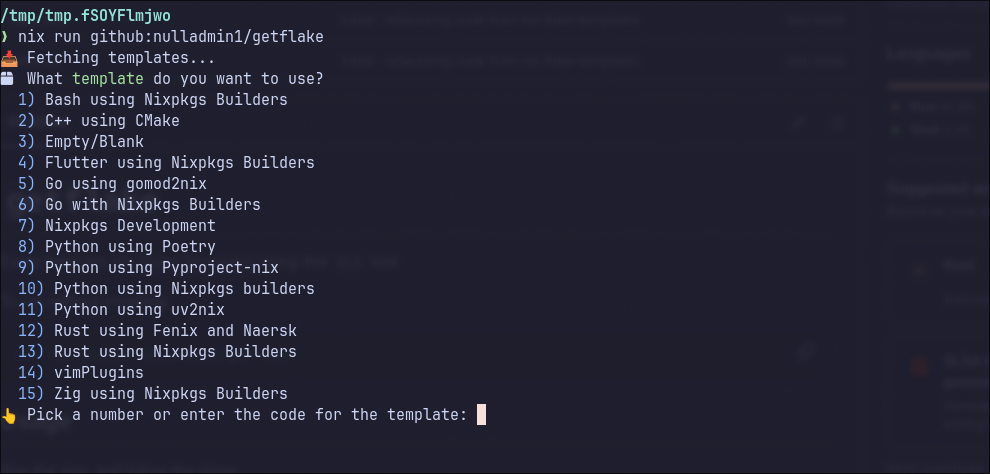 /tmp/tmp.fSOYFlmjwo
❯ nix run github:nulladmin1/getflake
📥 Fetching templates...
What template do you want to use?
1) Bash using Nixpkgs Builders
2) C++ using CMake
3) Empty/Blank
4) Flutter using Nixpkgs Builders
5) Go using gomod2nix
6) Go with Nixpkgs Builders
7) Nixpkgs Development
8) Python using Poetry
9) Python using Pyproject-nix
10) Python using Nixpkgs builders
11) Python using uv2nix
12) Rust using Fenix and Naersk
13) Rust using Nixpkgs Builders
14) vimPlugins
15) Zig using Nixpkgs Builders
👆 Pick a number or enter the code for the template: